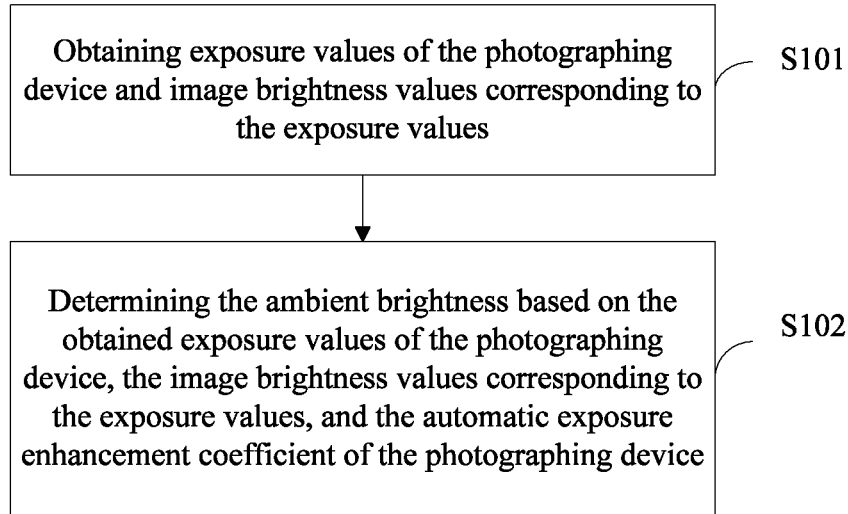 Obtaining exposure values of the photographing
device and image brightness values corresponding to
the exposure values
S101
Determining the ambient brightness based on the
obtained exposure values of the photographing
device, the image brightness values corresponding to
the exposure values, and the automatic exposure
enhancement coefficient of the photographing device
S102